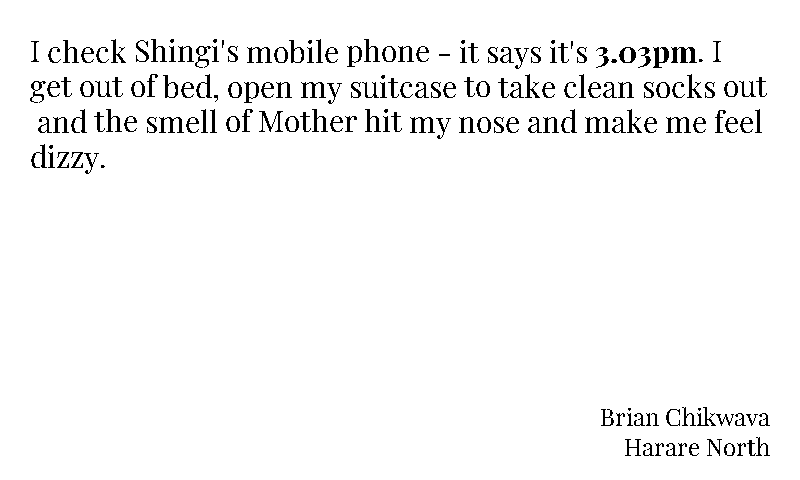 I check Shingi's mobile phone - it says it's 3.03pm. I
get out of bed, open my suitcase to take clean socks out
and the smell of Mother hit my nose and make me feel
dizzy.
Brian Chikwava
Harare North